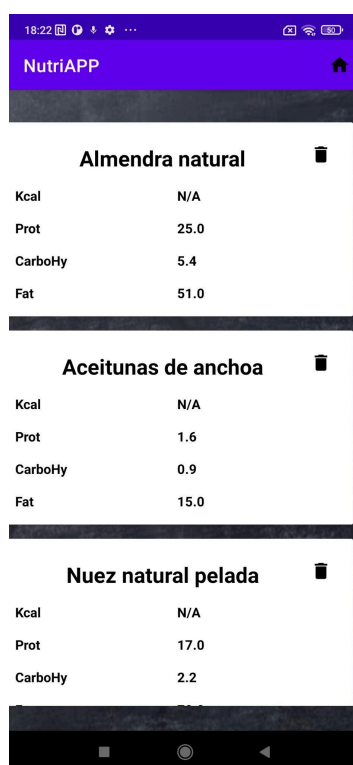 18:22
50
NutriAPP
Almendra natural
Kcal N/A
Prot 25.0
CarboHy 5.4
Fat 51.0
Aceitunas de anchoa
Kcal N/A
Prot 1.6
CarboHy 0.9
Fat 15.0
Nuez natural pelada
Kcal N/A
Prot 17.0
CarboHy 2.2